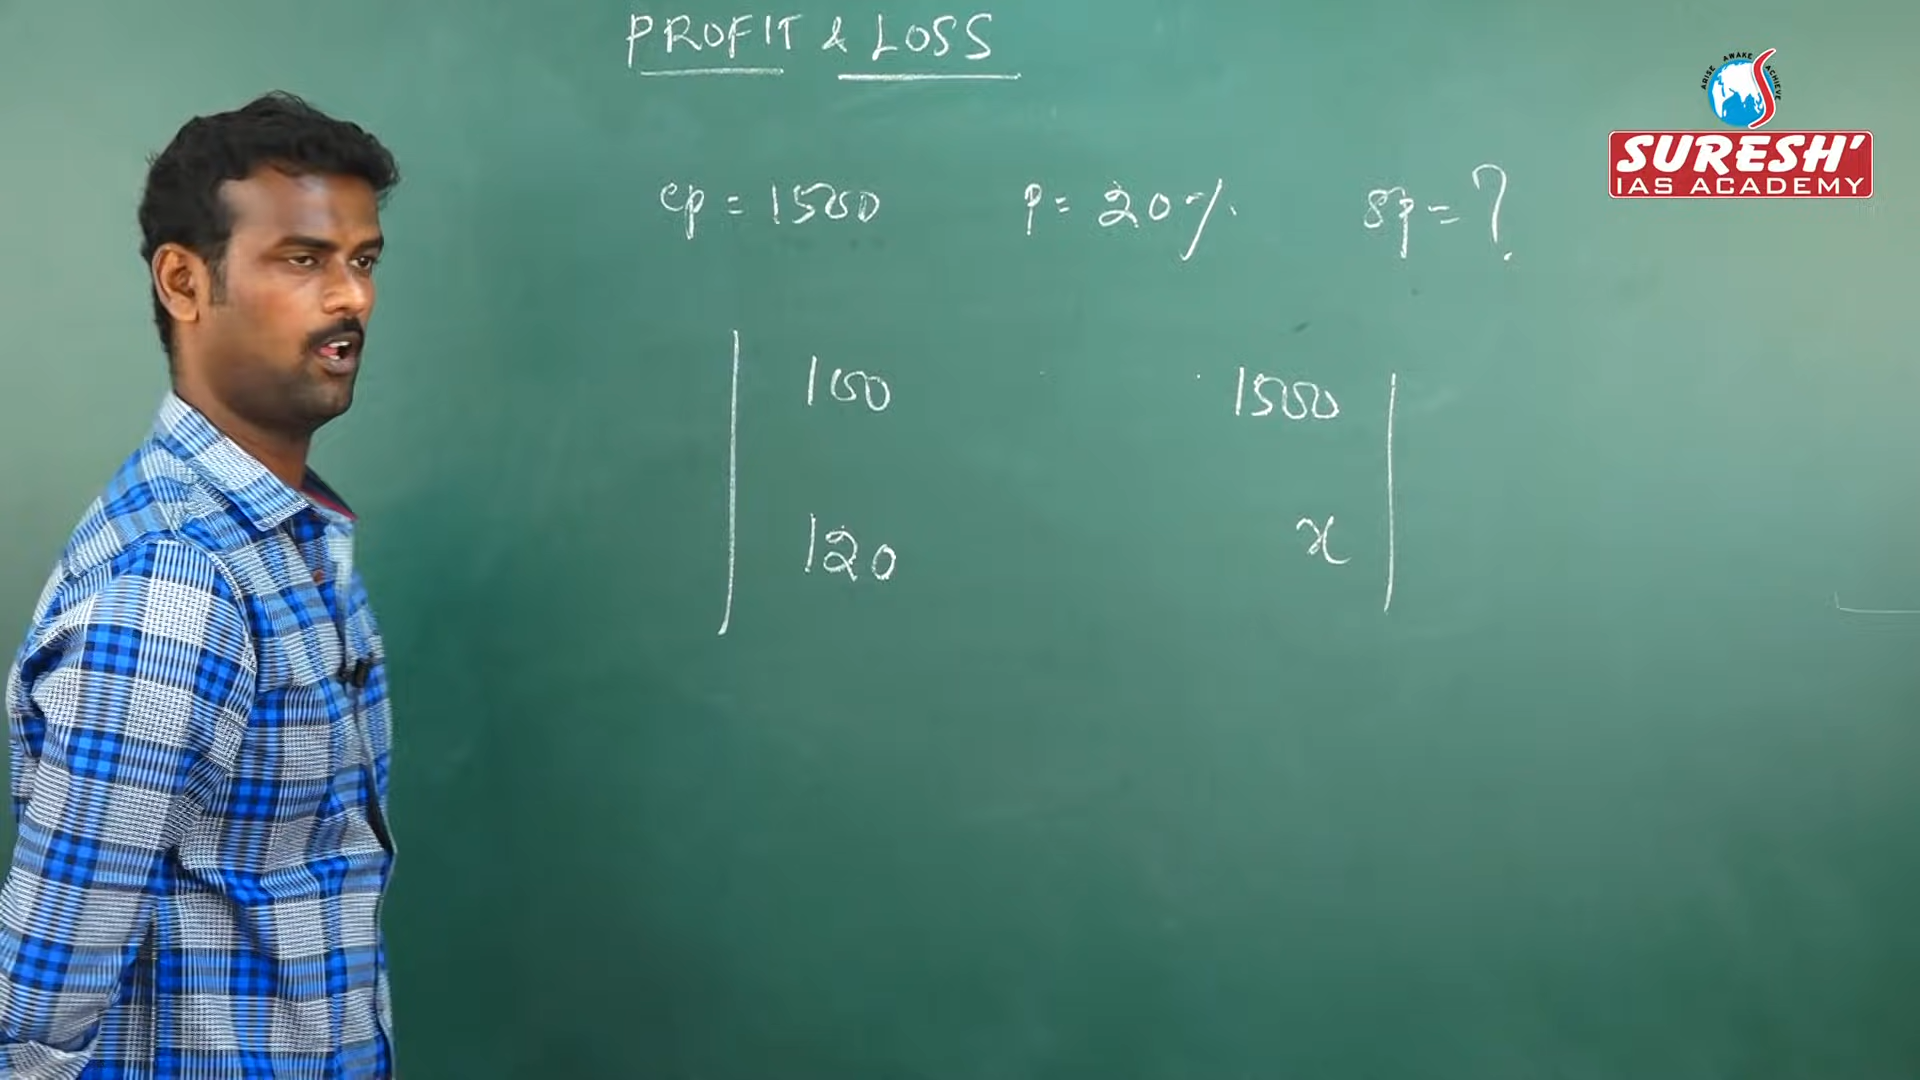 PROFIT & LOSS
ARISE AWAKE ACHIEVE
SURESH'
IAS ACADEMY
cp = 1500 p = 20% sp = ?
100 1500
120 x